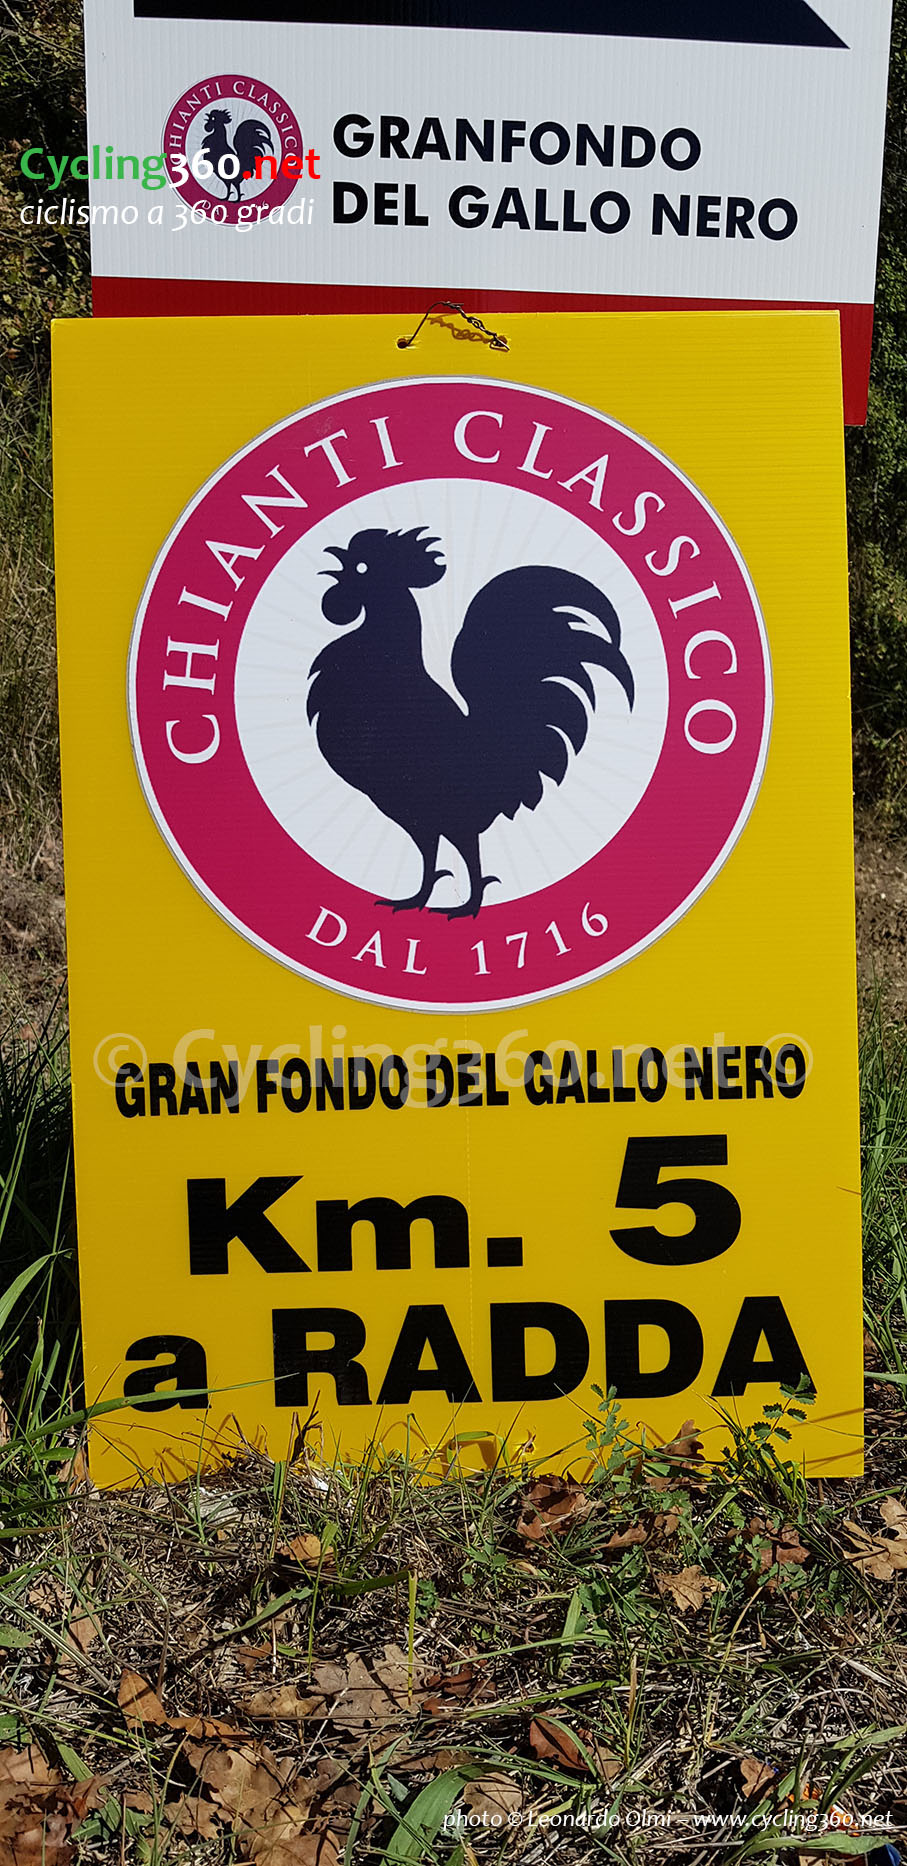 CHIANTI CLASSICO
GRANFONDO
DEL GALLO NERO
Cycling360.net
ciclismo a 360 gradi
CHIANTI CLASSICO
DAL 1716
© Cycling360.net ©
GRAN FONDO DEL GALLO NERO
Km. 5
a RADDA
photo © Leonardo Olmi – www.cycling360.net